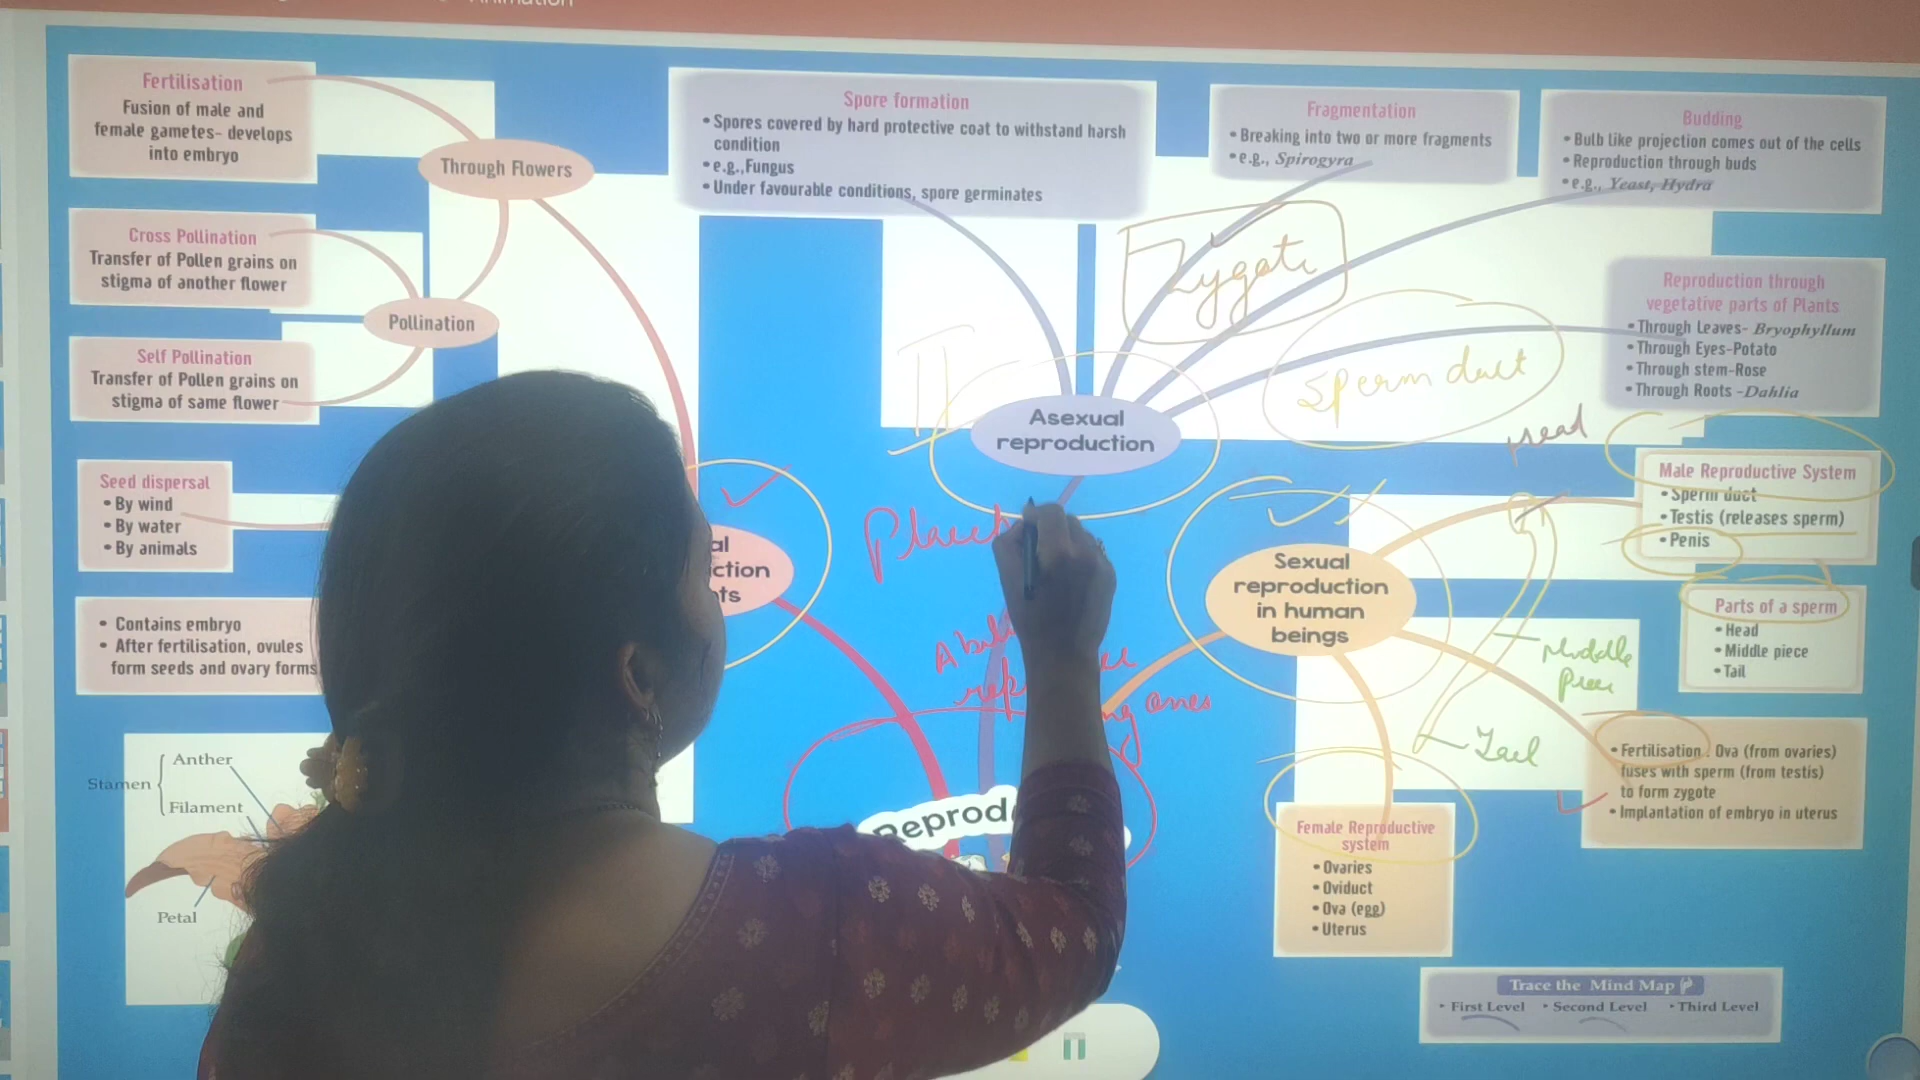 Animation
Fertilisation
Fusion of male and
female gametes- develops
into embryo
Through Flowers
Cross Pollination
Transfer of Pollen grains on
stigma of another flower
Pollination
Self Pollination
Transfer of Pollen grains on
stigma of same flower
Seed dispersal
• By wind
• By water
• By animals
• Contains embryo
• After fertilisation, ovules
form seeds and ovary forms
Stamen
Anther
Filament
Petal
Spore formation
• Spores covered by hard protective coat to withstand harsh
condition
• e.g.,Fungus
• Under favourable conditions, spore germinates
Fragmentation
• Breaking into two or more fragments
• e.g., Spirogyra
Budding
• Bulb like projection comes out of the cells
• Reproduction through buds
• e.g., Yeast, Hydra
Reproduction through
vegetative parts of Plants
• Through Leaves- Bryophyllum
• Through Eyes-Potato
• Through stem-Rose
• Through Roots -Dahlia
Zygote
Sperm duct
Head
Asexual
reproduction
ones
Sexual
reproduction
in human
beings
Male Reproductive System
• Sperm duct
• Testis (releases sperm)
• Penis
Parts of a sperm
• Head
• Middle piece
• Tail
Middle
Tail
• Fertilisation : Ova (from ovaries)
fuses with sperm (from testis)
to form zygote
• Implantation of embryo in uterus
Female Reproductive
system
• Ovaries
• Oviduct
• Ova (egg)
• Uterus
Trace the Mind Map
• First Level • Second Level • Third Level